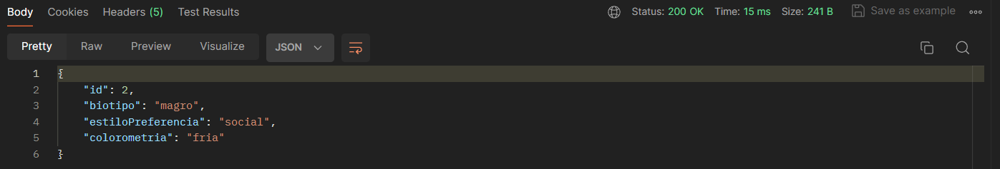 Body Cookies Headers (5) Test Results Status: 200 OK Time: 15 ms Size: 241 B Save as example
Pretty Raw Preview Visualize JSON
1 {
2 "id": 2,
3 "biotipo": "magro",
4 "estiloPreferencia": "social",
5 "colorometria": "fria"
6 }